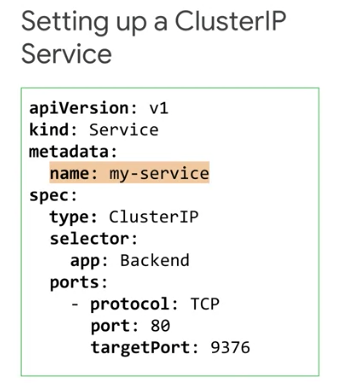 Setting up a ClusterIP
Service
apiVersion: v1
kind: Service
metadata:
  name: my-service
spec:
  type: ClusterIP
  selector:
    app: Backend
  ports:
    - protocol: TCP
      port: 80
      targetPort: 9376